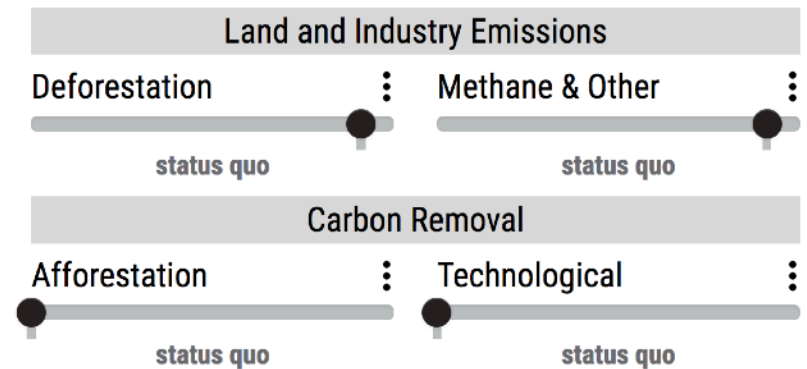 Land and Industry Emissions
Deforestation
Methane & Other
status quo
status quo
Carbon Removal
Afforestation
Technological
status quo
status quo